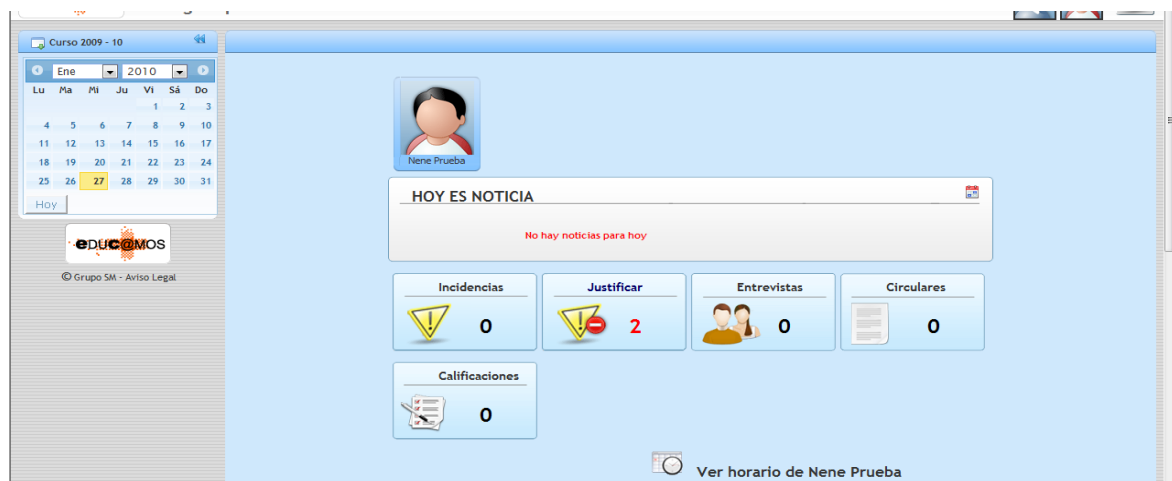 Curso 2009 - 10
Ene 2010
Lu Ma Mi Ju Vi Sá Do
1 2 3
4 5 6 7 8 9 10
11 12 13 14 15 16 17
18 19 20 21 22 23 24
25 26 27 28 29 30 31
Hoy
eDUC@MOS
© Grupo SM - Aviso Legal
Nene Prueba
HOY ES NOTICIA
No hay noticias para hoy
Incidencias
0
Justificar
2
Entrevistas
0
Circulares
0
Calificaciones
0
Ver horario de Nene Prueba